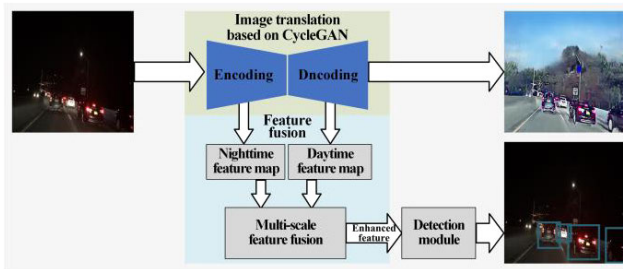 Image translation
based on CycleGAN
Encoding
Dncoding
Feature
fusion
Nighttime
feature map
Daytime
feature map
Multi-scale
feature fusion
Enhanced
feature
Detection
module